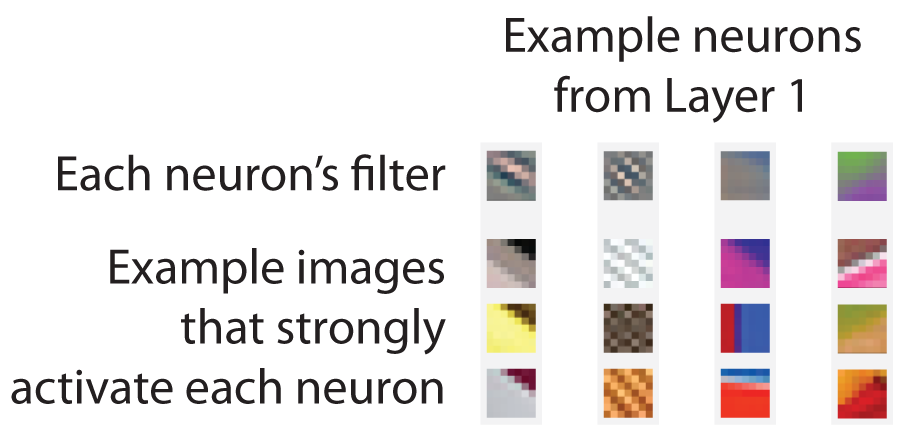 Example neurons
from Layer 1
Each neuron’s filter
Example images
that strongly
activate each neuron